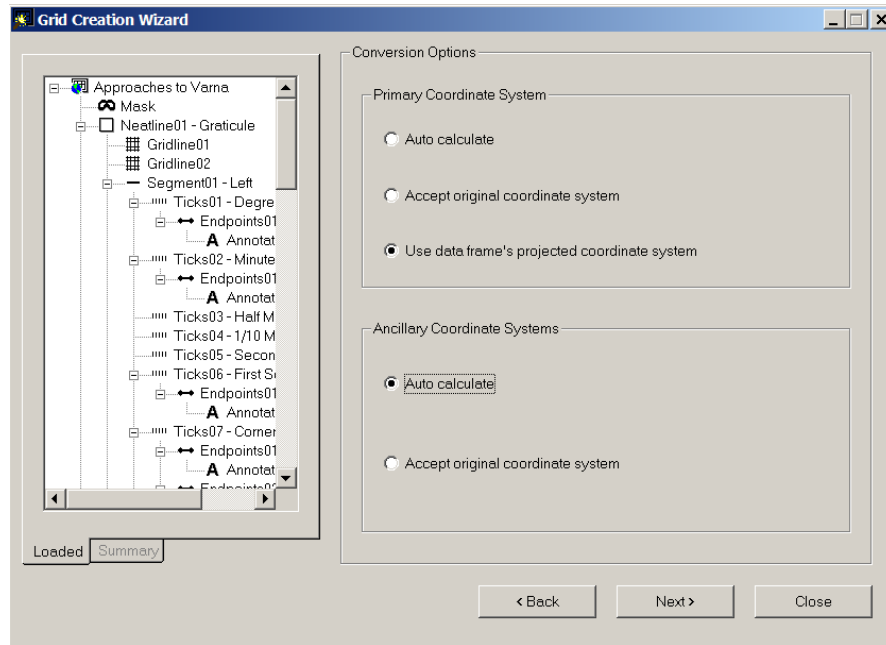 Grid Creation Wizard
Approaches to Varna
Mask
Neatline01 - Graticule
Gridline01
Gridline02
Segment01 - Left
Ticks01 - Degre
Endpoints01
A Annotat
Ticks02 - Minute
Endpoints01
A Annotat
Ticks03 - Half M
Ticks04 - 1/10 M
Ticks05 - Secon
Ticks06 - First S
Endpoints01
A Annotat
Ticks07 - Corner
Endpoints01
A Annotat
Loaded
Summary
Conversion Options
Primary Coordinate System
Auto calculate
Accept original coordinate system
Use data frame's projected coordinate system
Ancillary Coordinate Systems
Auto calculate
Accept original coordinate system
< Back
Next >
Close